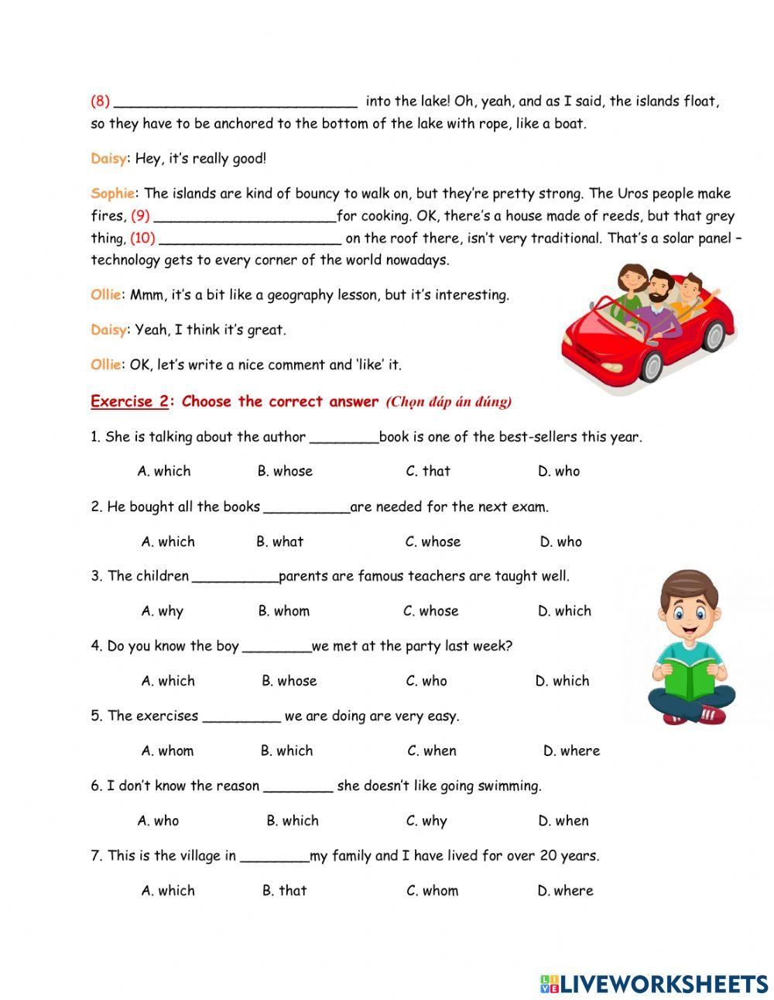 (8) ____________________________ into the lake! Oh, yeah, and as I said, the islands float,
so they have to be anchored to the bottom of the lake with rope, like a boat.
Daisy: Hey, it's really good!
Sophie: The islands are kind of bouncy to walk on, but they're pretty strong. The Uros people make
fires, (9) _____________________for cooking. OK, there's a house made of reeds, but that grey
thing, (10) _____________________ on the roof there, isn't very traditional. That's a solar panel –
technology gets to every corner of the world nowadays.
Ollie: Mmm, it's a bit like a geography lesson, but it's interesting.
Daisy: Yeah, I think it's great.
Ollie: OK, let's write a nice comment and 'like' it.
Exercise 2: Choose the correct answer (Chọn đáp án đúng)
1. She is talking about the author ________book is one of the best-sellers this year.
A. which B. whose C. that D. who
2. He bought all the books __________are needed for the next exam.
A. which B. what C. whose D. who
3. The children __________parents are famous teachers are taught well.
A. why B. whom C. whose D. which
4. Do you know the boy ________we met at the party last week?
A. which B. whose C. who D. which
5. The exercises _________ we are doing are very easy.
A. whom B. which C. when D. where
6. I don't know the reason ________ she doesn't like going swimming.
A. who B. which C. why D. when
7. This is the village in ________my family and I have lived for over 20 years.
A. which B. that C. whom D. where
LIVE LIVEWORKSHEETS